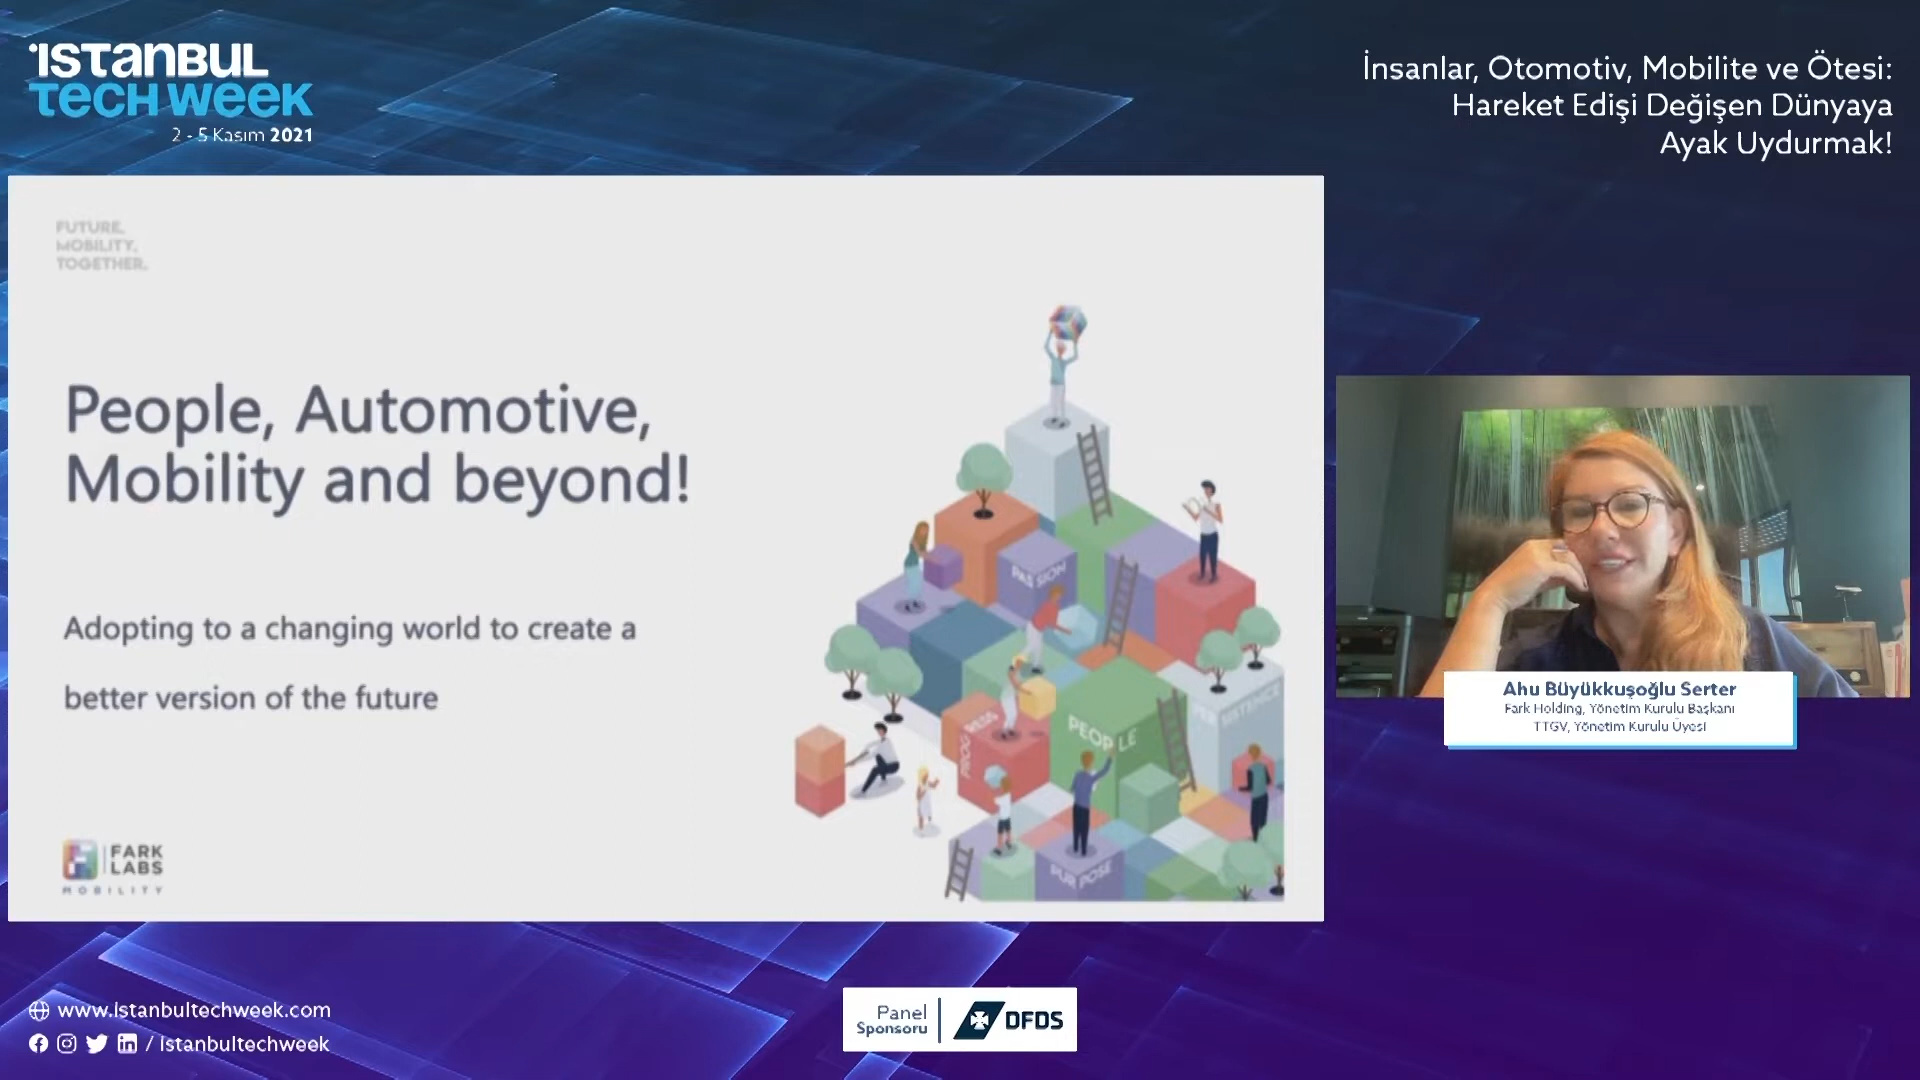 ISTANBUL
TECH WEEK
2 - 5 Kasım 2021
İnsanlar, Otomotiv, Mobilite ve Ötesi:
Hareket Edişi Değişen Dünyaya
Ayak Uydurmak!
FUTURE.
MOBILITY.
TOGETHER.
People, Automotive,
Mobility and beyond!
Adopting to a changing world to create a
better version of the future
PASSION
PROGRESS
PEOPLE
PERSISTENCE
PURPOSE
FARK
LABS
MOBILITY
Ahu Büyükkuşoğlu Serter
Fark Holding, Yönetim Kurulu Başkanı
TTGV, Yönetim Kurulu Üyesi
www.istanbultechweek.com
/ istanbultechweek
Panel
Sponsoru
DFDS